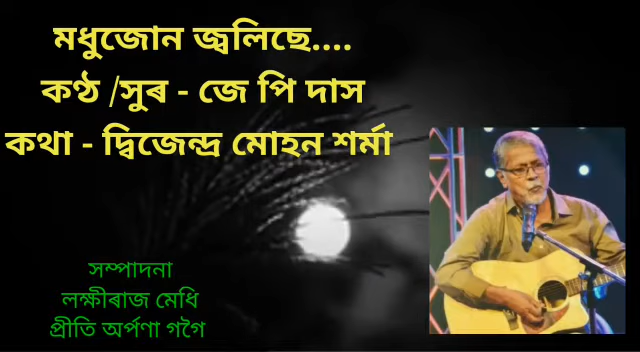 মধুজোন জ্বলিছে....
কণ্ঠ /সুৰ - জে পি দাস
কথা - দ্বিজেন্দ্ৰ মোহন শৰ্মা
সম্পাদনা
লক্ষীৰাজ মেধি
প্ৰীতি অৰ্পণা গগৈ